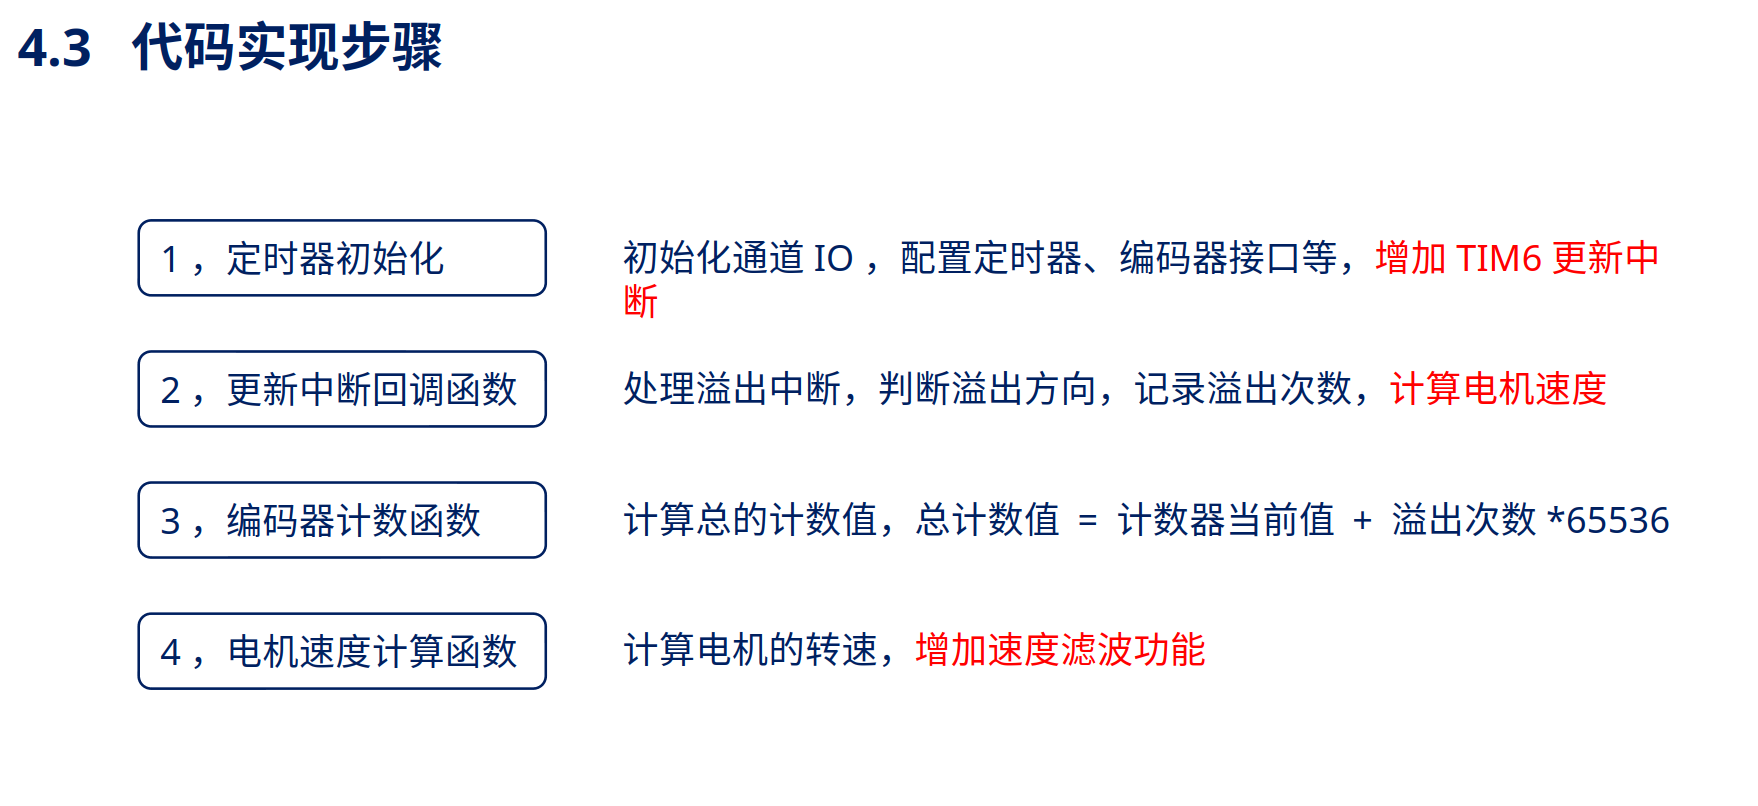 4.3 代码实现步骤
1，定时器初始化
初始化通道 IO，配置定时器、编码器接口等，增加 TIM6 更新中
断
2，更新中断回调函数
处理溢出中断，判断溢出方向，记录溢出次数，计算电机速度
3，编码器计数函数
计算总的计数值，总计数值 = 计数器当前值 + 溢出次数 *65536
4，电机速度计算函数
计算电机的转速，增加速度滤波功能